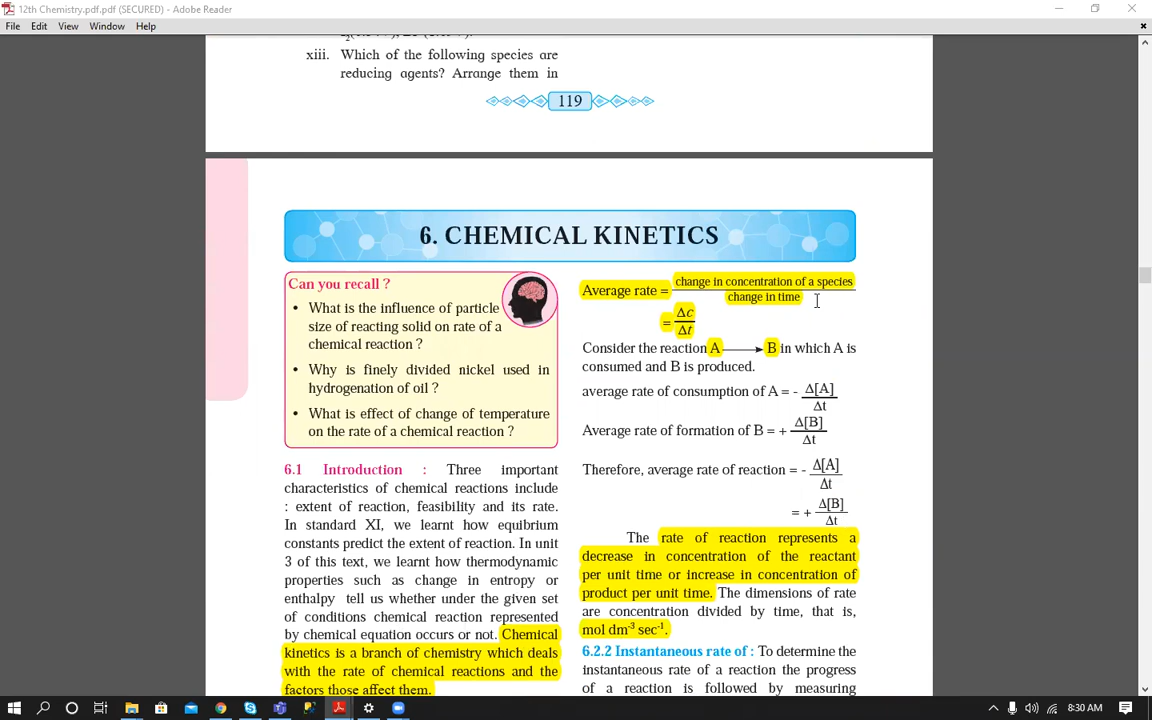 12th Chemistry.pdf.pdf (SECURED) - Adobe Reader
File Edit View Window Help
xiii. Which of the following species are
reducing agents? Arrange them in
119
6. CHEMICAL KINETICS
Can you recall ?
• What is the influence of particle
size of reacting solid on rate of a
chemical reaction ?
• Why is finely divided nickel used in
hydrogenation of oil ?
• What is effect of change of temperature
on the rate of a chemical reaction ?
6.1 Introduction : Three important
characteristics of chemical reactions include
: extent of reaction, feasibility and its rate.
In standard XI, we learnt how equibrium
constants predict the extent of reaction. In unit
3 of this text, we learnt how thermodynamic
properties such as change in entropy or
enthalpy tell us whether under the given set
of conditions chemical reaction represented
by chemical equation occurs or not. Chemical
kinetics is a branch of chemistry which deals
with the rate of chemical reactions and the
factors those affect them.
Average rate = change in concentration of a species
change in time
= Δc
Δt
Consider the reaction A ⟶ B in which A is
consumed and B is produced.
average rate of consumption of A = - Δ[A]
Δt
Average rate of formation of B = + Δ[B]
Δt
Therefore, average rate of reaction = - Δ[A]
Δt
= + Δ[B]
Δt
The rate of reaction represents a
decrease in concentration of the reactant
per unit time or increase in concentration of
product per unit time. The dimensions of rate
are concentration divided by time, that is,
mol dm⁻³ sec⁻¹.
6.2.2 Instantaneous rate of : To determine the
instantaneous rate of a reaction the progress
of a reaction is followed by measuring
8:30 AM